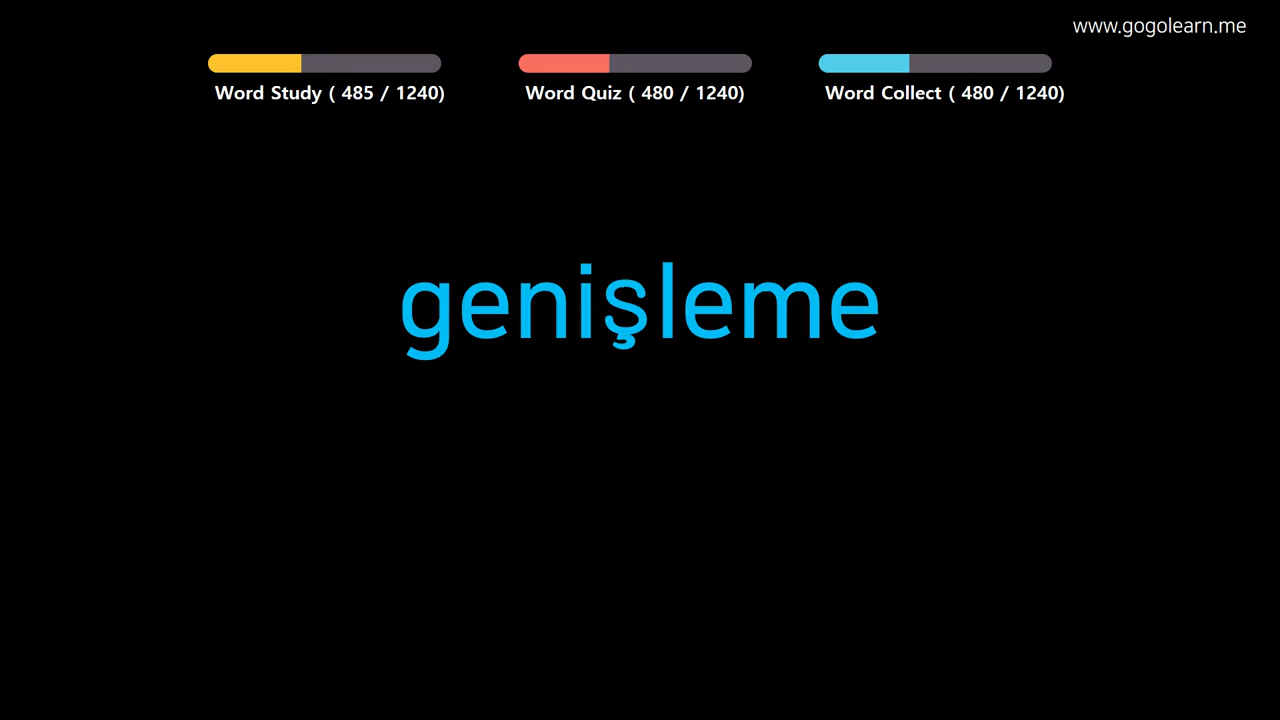 www.gogolearn.me
Word Study ( 485 / 1240)
Word Quiz ( 480 / 1240)
Word Collect ( 480 / 1240)
genişleme